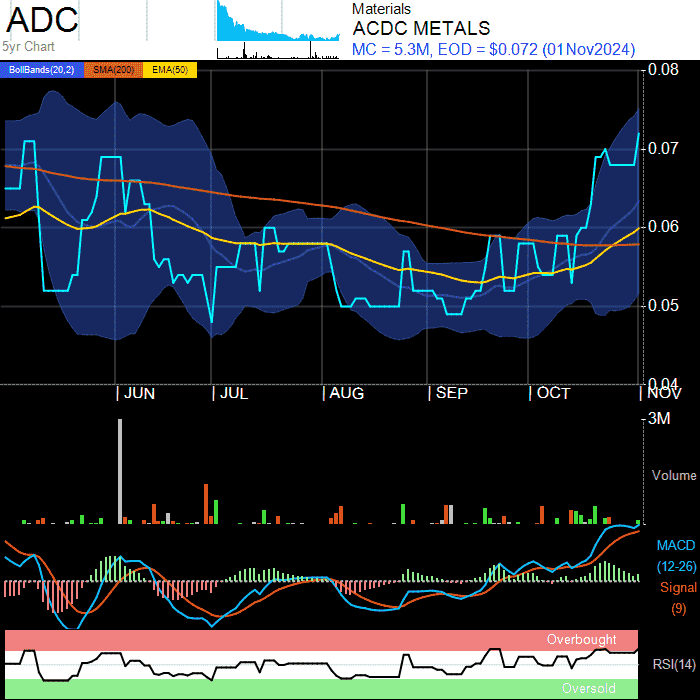 ADC
5yr Chart
Materials
ACDC METALS
MC = 5.3M, EOD = $0.072 (01Nov2024)
BollBands(20,2) SMA(200) EMA(50)
0.08
0.07
0.06
0.05
0.04
JUN JUL AUG SEP OCT NOV
3M
Volume
MACD
(12-26)
Signal
(9)
Overbought
RSI(14)
Oversold